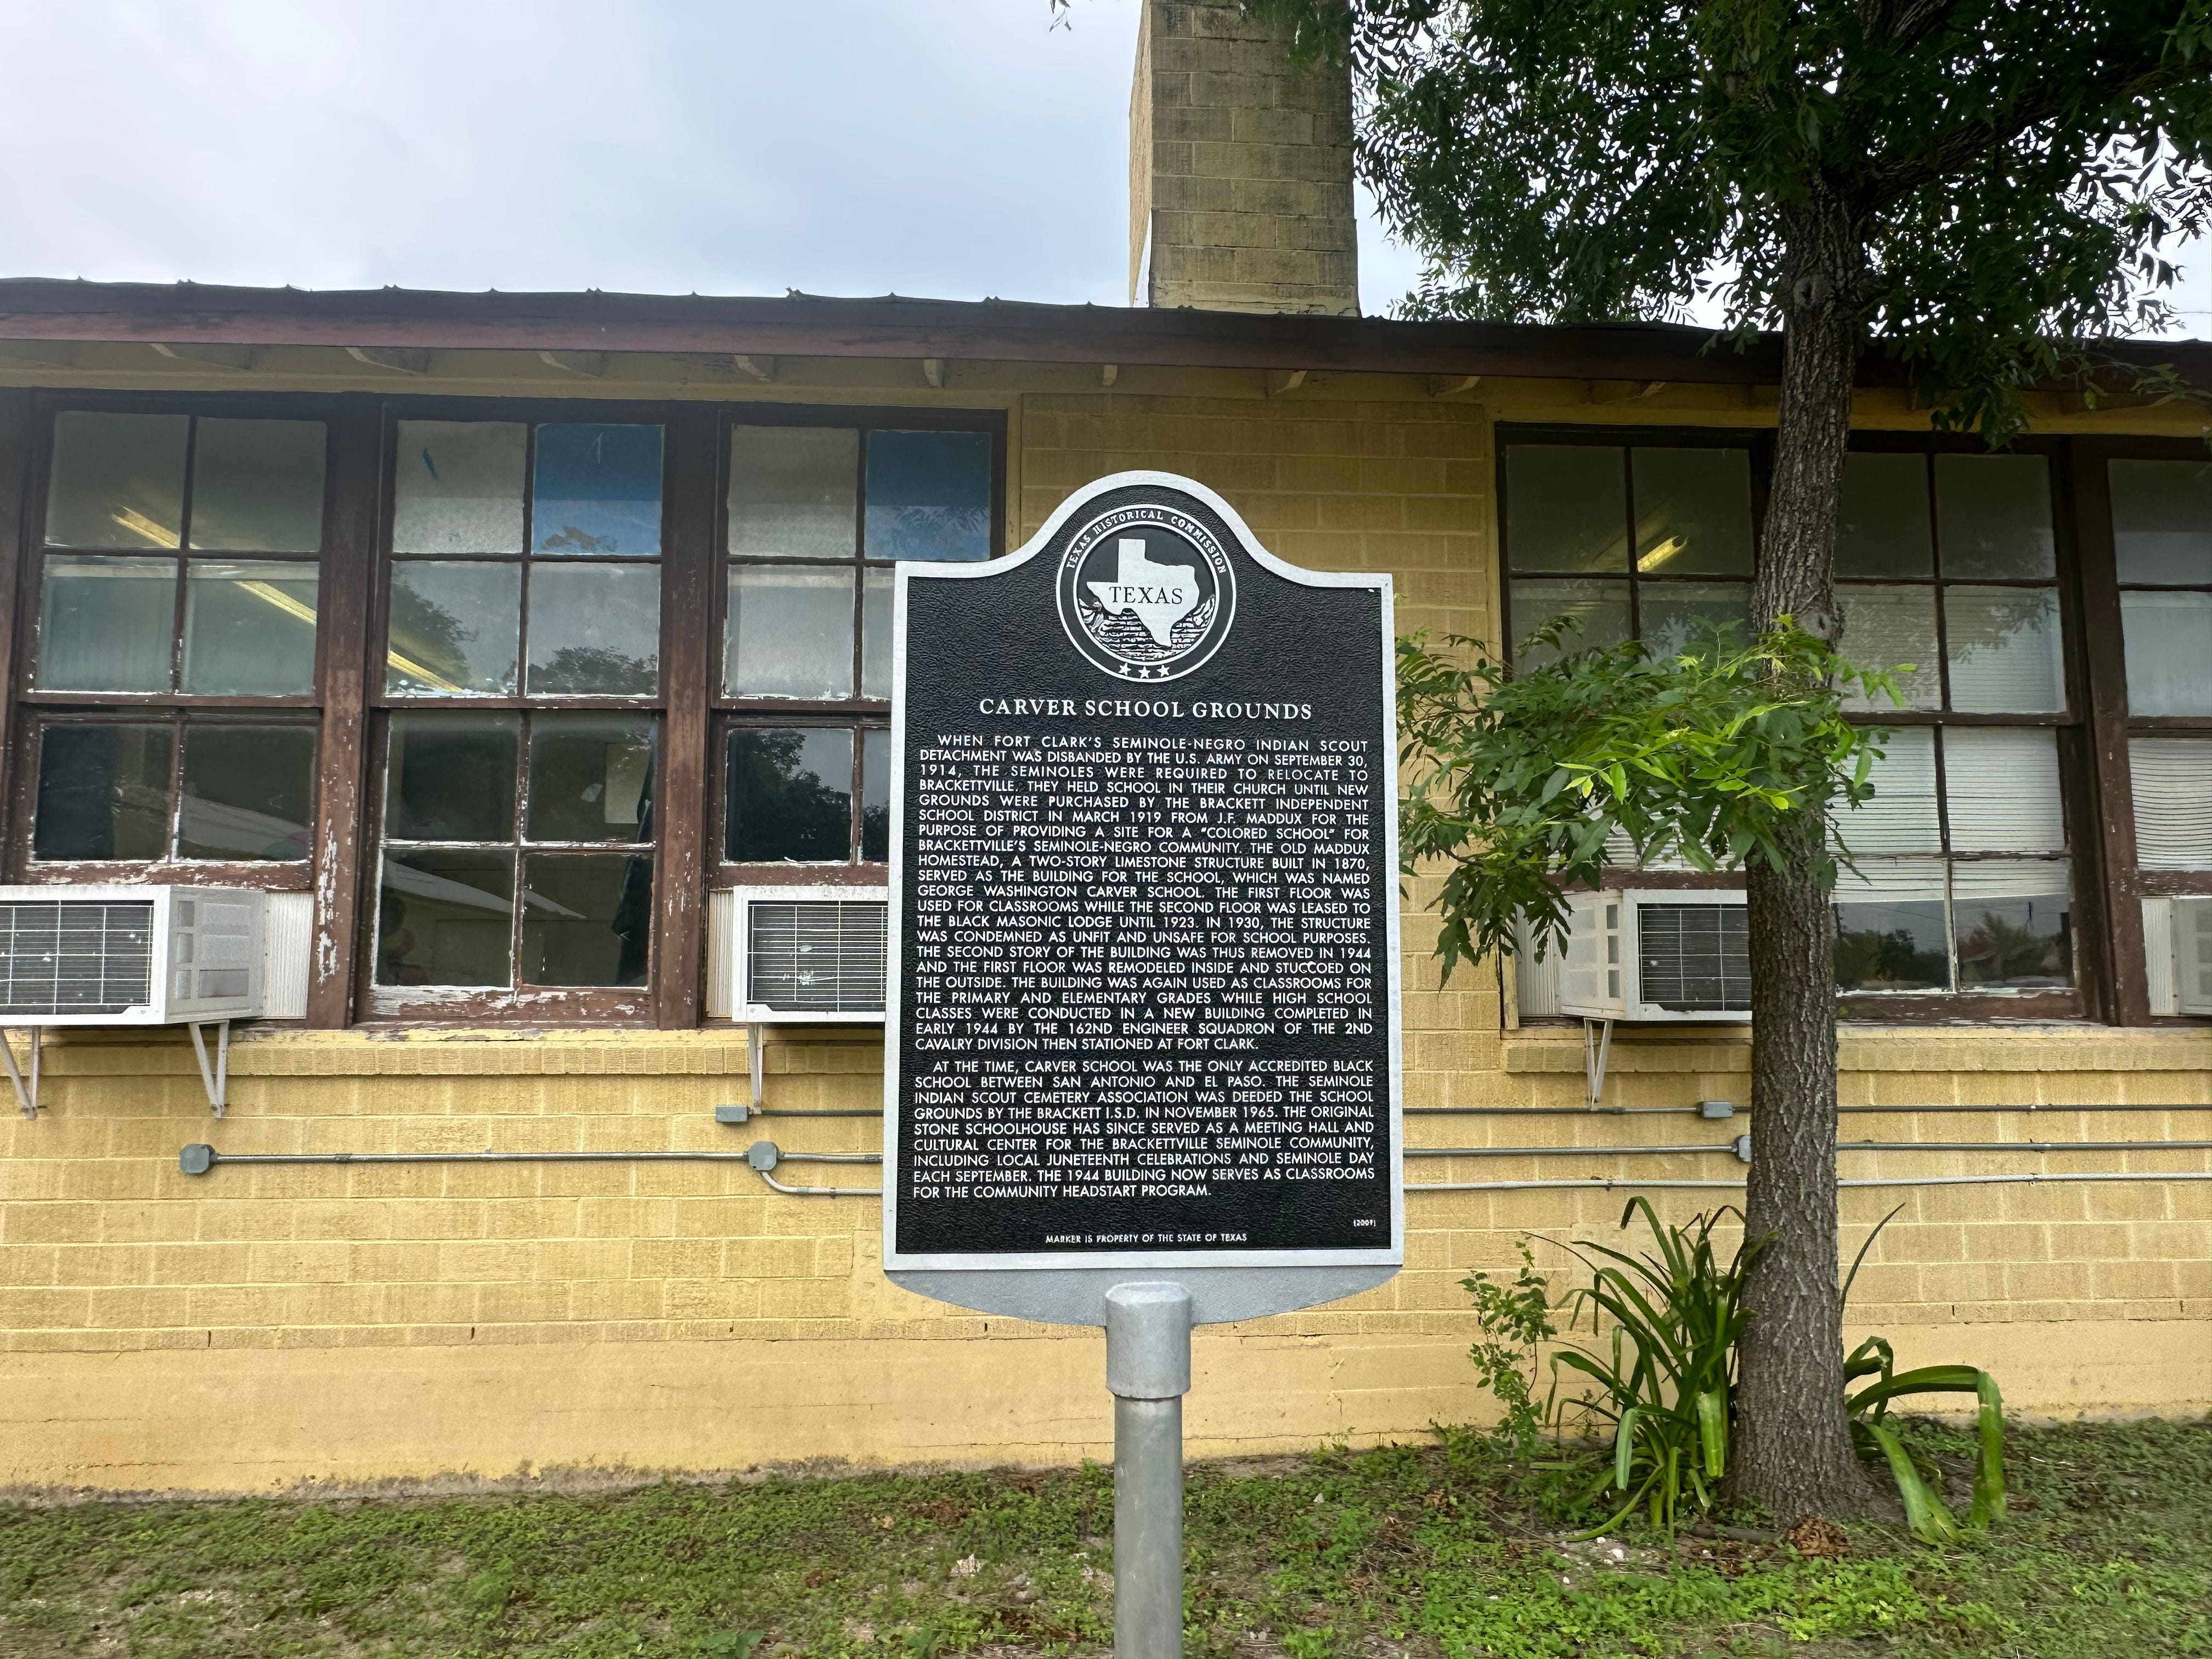 TEXAS HISTORICAL COMMISSION
TEXAS
CARVER SCHOOL GROUNDS
WHEN FORT CLARK'S SEMINOLE-NEGRO INDIAN SCOUT
DETACHMENT WAS DISBANDED BY THE U.S. ARMY ON SEPTEMBER 30,
1914, THE SEMINOLES WERE REQUIRED TO RELOCATE TO
BRACKETTVILLE. THEY HELD SCHOOL IN THEIR CHURCH UNTIL NEW
GROUNDS WERE PURCHASED BY THE BRACKETT INDEPENDENT
SCHOOL DISTRICT IN MARCH 1919 FROM J.F. MADDUX FOR THE
PURPOSE OF PROVIDING A SITE FOR A "COLORED SCHOOL" FOR
BRACKETTVILLE'S SEMINOLE-NEGRO COMMUNITY. THE OLD MADDUX
HOMESTEAD, A TWO-STORY LIMESTONE STRUCTURE BUILT IN 1870,
SERVED AS THE BUILDING FOR THE SCHOOL, WHICH WAS NAMED
GEORGE WASHINGTON CARVER SCHOOL. THE FIRST FLOOR WAS
USED FOR CLASSROOMS WHILE THE SECOND FLOOR WAS LEASED TO
THE BLACK MASONIC LODGE UNTIL 1923. IN 1930, THE STRUCTURE
WAS CONDEMNED AS UNFIT AND UNSAFE FOR SCHOOL PURPOSES.
THE SECOND STORY OF THE BUILDING WAS THUS REMOVED IN 1944
AND THE FIRST FLOOR WAS REMODELED INSIDE AND STUCCOED ON
THE OUTSIDE. THE BUILDING WAS AGAIN USED AS CLASSROOMS FOR
THE PRIMARY AND ELEMENTARY GRADES WHILE HIGH SCHOOL
CLASSES WERE CONDUCTED IN A NEW BUILDING COMPLETED IN
EARLY 1944 BY THE 162ND ENGINEER SQUADRON OF THE 2ND
CAVALRY DIVISION THEN STATIONED AT FORT CLARK.
AT THE TIME, CARVER SCHOOL WAS THE ONLY ACCREDITED BLACK
SCHOOL BETWEEN SAN ANTONIO AND EL PASO. THE SEMINOLE
INDIAN SCOUT CEMETERY ASSOCIATION WAS DEEDED THE SCHOOL
GROUNDS BY THE BRACKETT I.S.D. IN NOVEMBER 1965. THE ORIGINAL
STONE SCHOOLHOUSE HAS SINCE SERVED AS A MEETING HALL AND
CULTURAL CENTER FOR THE BRACKETTVILLE SEMINOLE COMMUNITY,
INCLUDING LOCAL JUNETEENTH CELEBRATIONS AND SEMINOLE DAY
EACH SEPTEMBER. THE 1944 BUILDING NOW SERVES AS CLASSROOMS
FOR THE COMMUNITY HEADSTART PROGRAM.
(2009)
MARKER IS PROPERTY OF THE STATE OF TEXAS